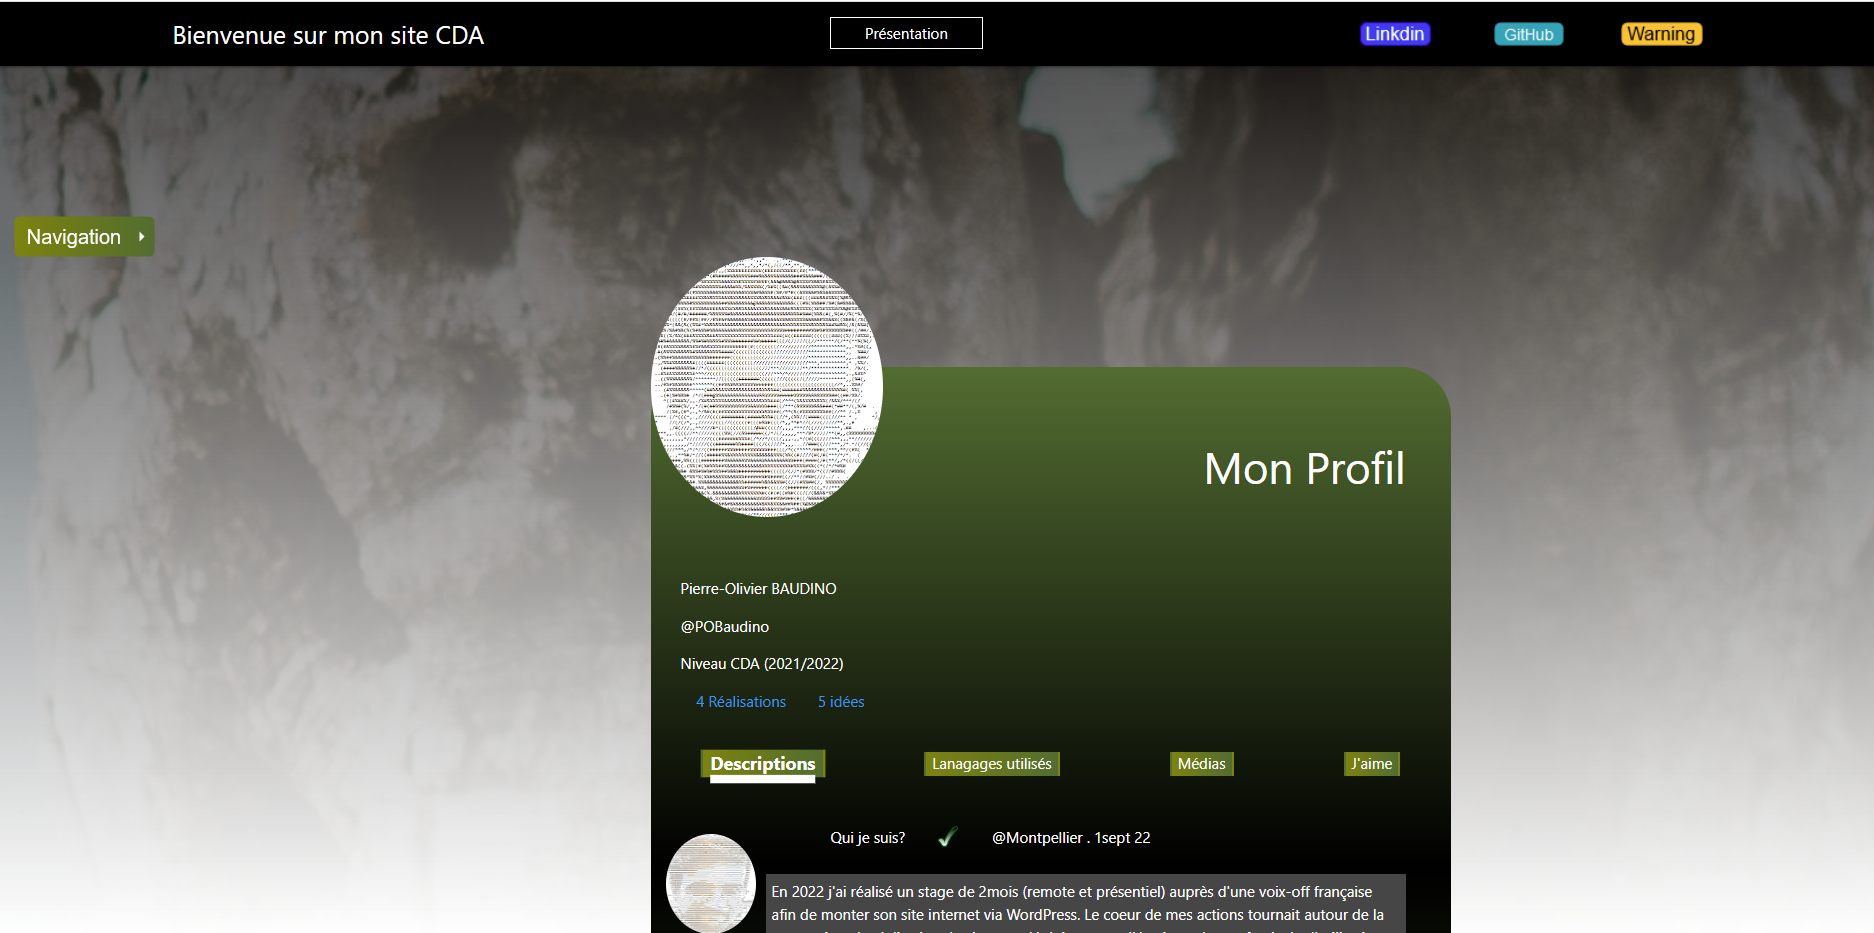 Bienvenue sur mon site CDA
Présentation
Linkdin
GitHub
Warning
Navigation
Mon Profil
Pierre-Olivier BAUDINO
@POBaudino
Niveau CDA (2021/2022)
4 Réalisations 5 idées
Descriptions
Lanagages utilisés
Médias
J'aime
Qui je suis? @Montpellier . 1sept 22
En 2022 j'ai réalisé un stage de 2mois (remote et présentiel) auprès d'une voix-off française
afin de monter son site internet via WordPress. Le coeur de mes actions tournait autour de la